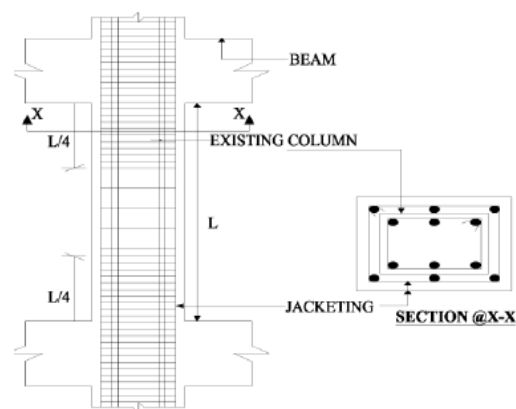 BEAM
X
X
L/4
EXISTING COLUMN
L
L/4
JACKETING
SECTION @X-X